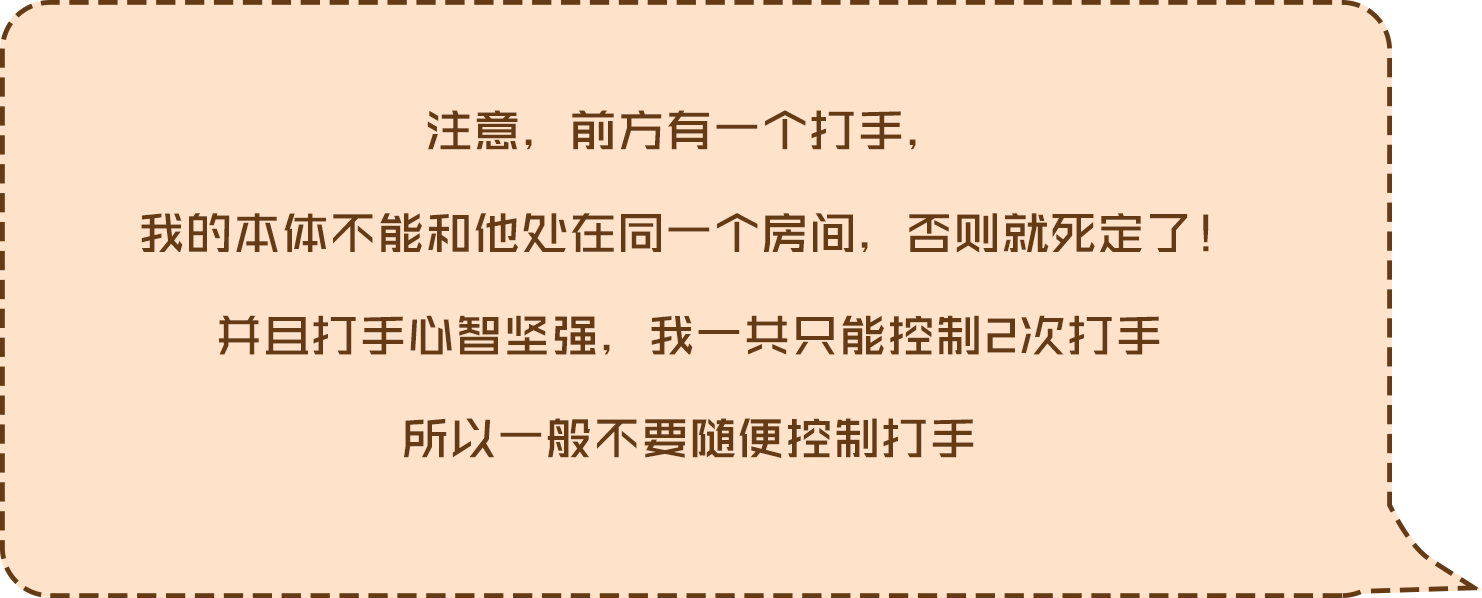 注意，前方有一个打手，
我的本体不能和他处在同一个房间，否则就死定了！
并且打手心智坚强，我一共只能控制2次打手
所以一般不要随便控制打手